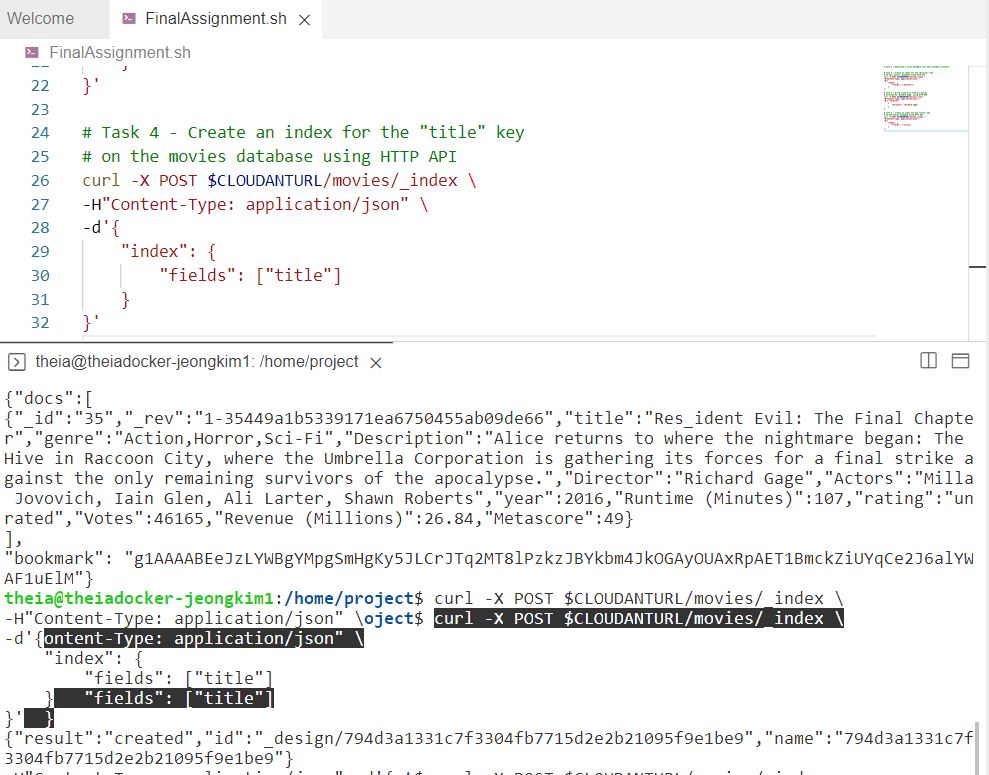 Welcome
FinalAssignment.sh
FinalAssignment.sh
22 }'
23
24 # Task 4 - Create an index for the "title" key
25 # on the movies database using HTTP API
26 curl -X POST $CLOUDANTURL/movies/_index \
27 -H"Content-Type: application/json" \
28 -d'{
29 "index": {
30 "fields": ["title"]
31 }
32 }'
theia@theiadocker-jeongkim1: /home/project
{"docs":[
{"_id":"35","_rev":"1-35449a1b5339171ea6750455ab09de66","title":"Res_ident Evil: The Final Chapte
r","genre":"Action,Horror,Sci-Fi","Description":"Alice returns to where the nightmare began: The
Hive in Raccoon City, where the Umbrella Corporation is gathering its forces for a final strike a
gainst the only remaining survivors of the apocalypse.","Director":"Richard Gage","Actors":"Milla
Jovovich, Iain Glen, Ali Larter, Shawn Roberts","year":2016,"Runtime (Minutes)":107,"rating":"un
rated","Votes":46165,"Revenue (Millions)":26.84,"Metascore":49}
],
"bookmark": "g1AAAABEeJzLYWBgYMpgSmHgKy5JLCrJTq2MT8lPzkzJBYkbm4JkOGAyOUAxRpAET1BmckZiUYqCe2J6alYW
AF1uElM"}
theia@theiadocker-jeongkim1:/home/project$ curl -X POST $CLOUDANTURL/movies/_index \
-H"Content-Type: application/json" \oject$ curl -X POST $CLOUDANTURL/movies/_index \
-d'{ontent-Type: application/json" \
"index": {
"fields": ["title"]
} "fields": ["title"]
}' }
{"result":"created","id":"_design/794d3a1331c7f3304fb7715d2e2b21095f9e1be9","name":"794d3a1331c7f
3304fb7715d2e2b21095f9e1be9"}